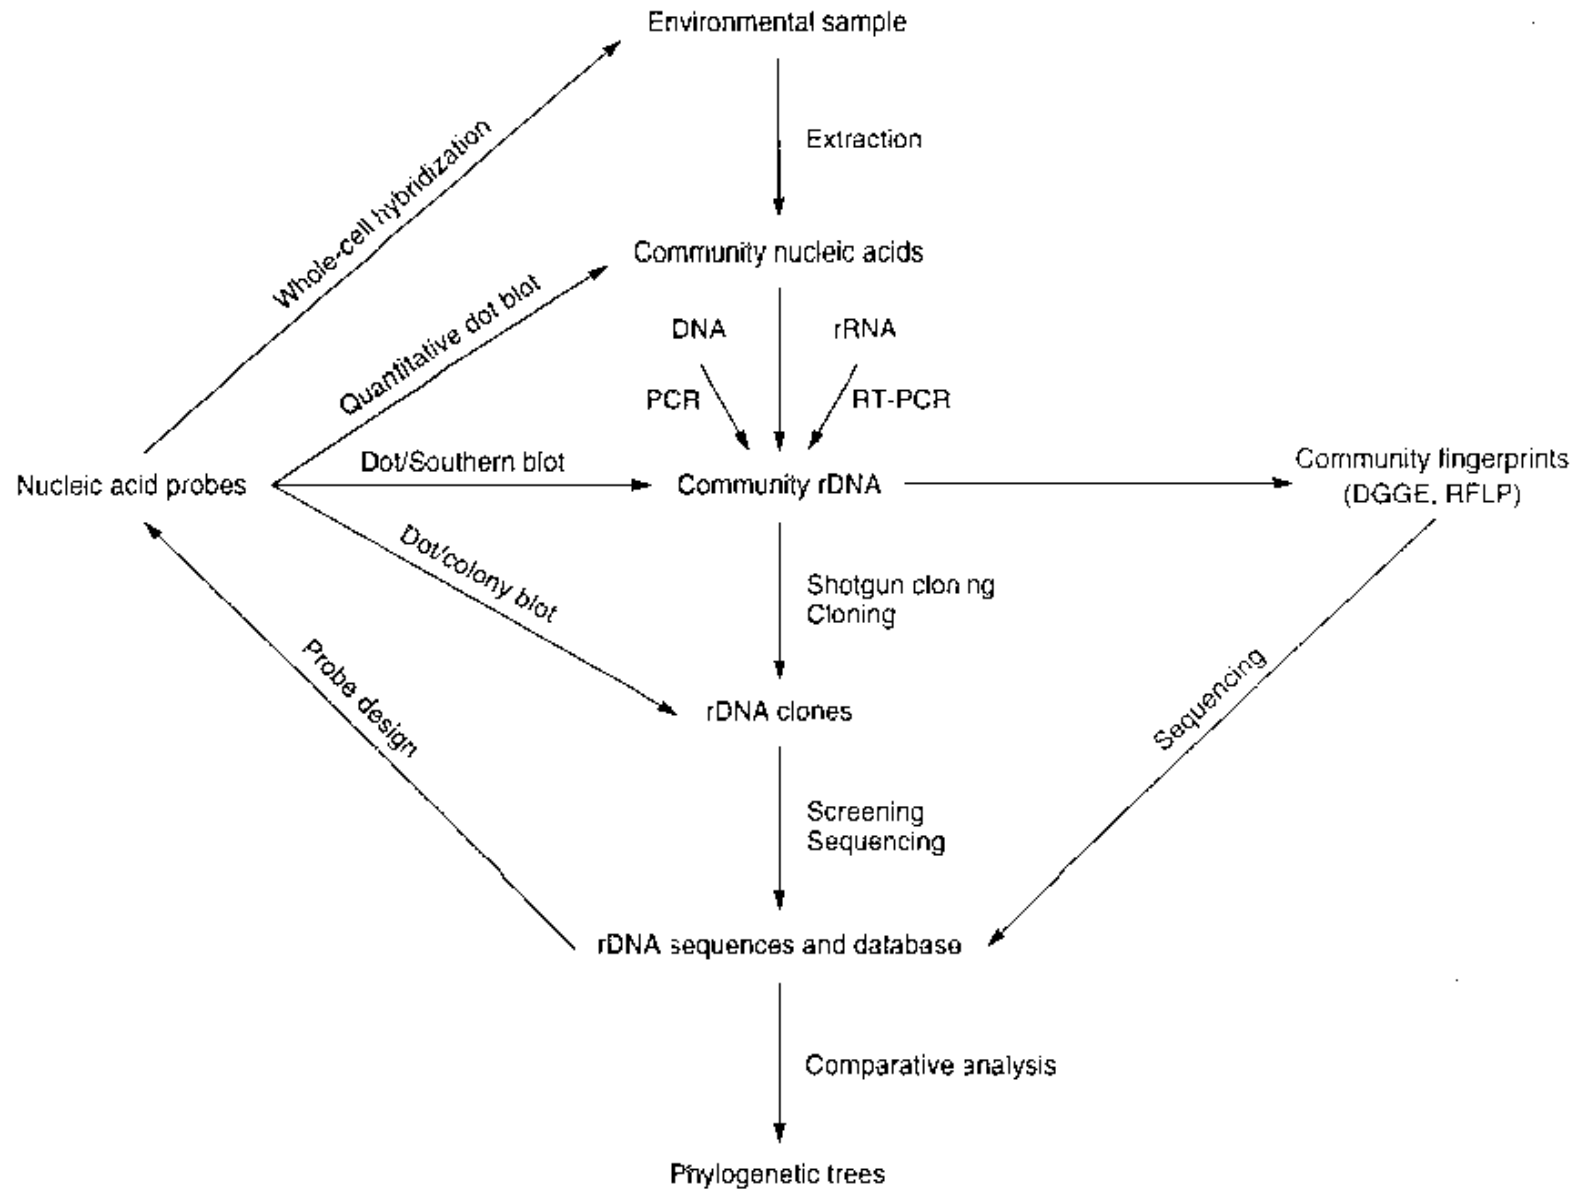 Environmental sample
Extraction
Whole-cell hybridization
Community nucleic acids
Quantitative dot blot
DNA
rRNA
PCR
RT-PCR
Dot/Southern blot
Nucleic acid probes
Community rDNA
Community fingerprints
(DGGE, RFLP)
Dot/colony blot
Shotgun cloning
Cloning
Probe design
Sequencing
rDNA clones
Screening
Sequencing
rDNA sequences and database
Comparative analysis
Phylogenetic trees